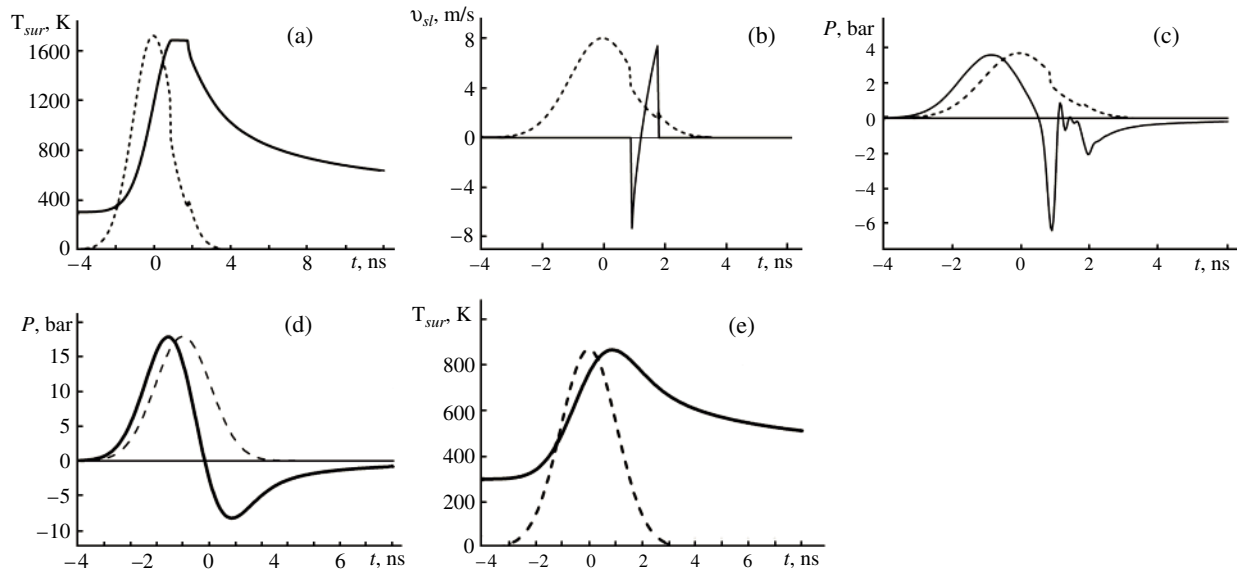 T_sur, K
(a)
1600
1200
800
400
0
−4 0 4 8 t, ns
υ_sl, m/s
(b)
8
4
0
−4
−8
−4 −2 0 2 4 t, ns
P, bar
(c)
4
2
0
−2
−4
−6
−4 −2 0 2 4 t, ns
P, bar
(d)
15
10
5
0
−5
−10
−4 −2 0 4 6 t, ns
T_sur, K
(e)
800
600
400
200
0
−4 −2 0 2 4 t, ns